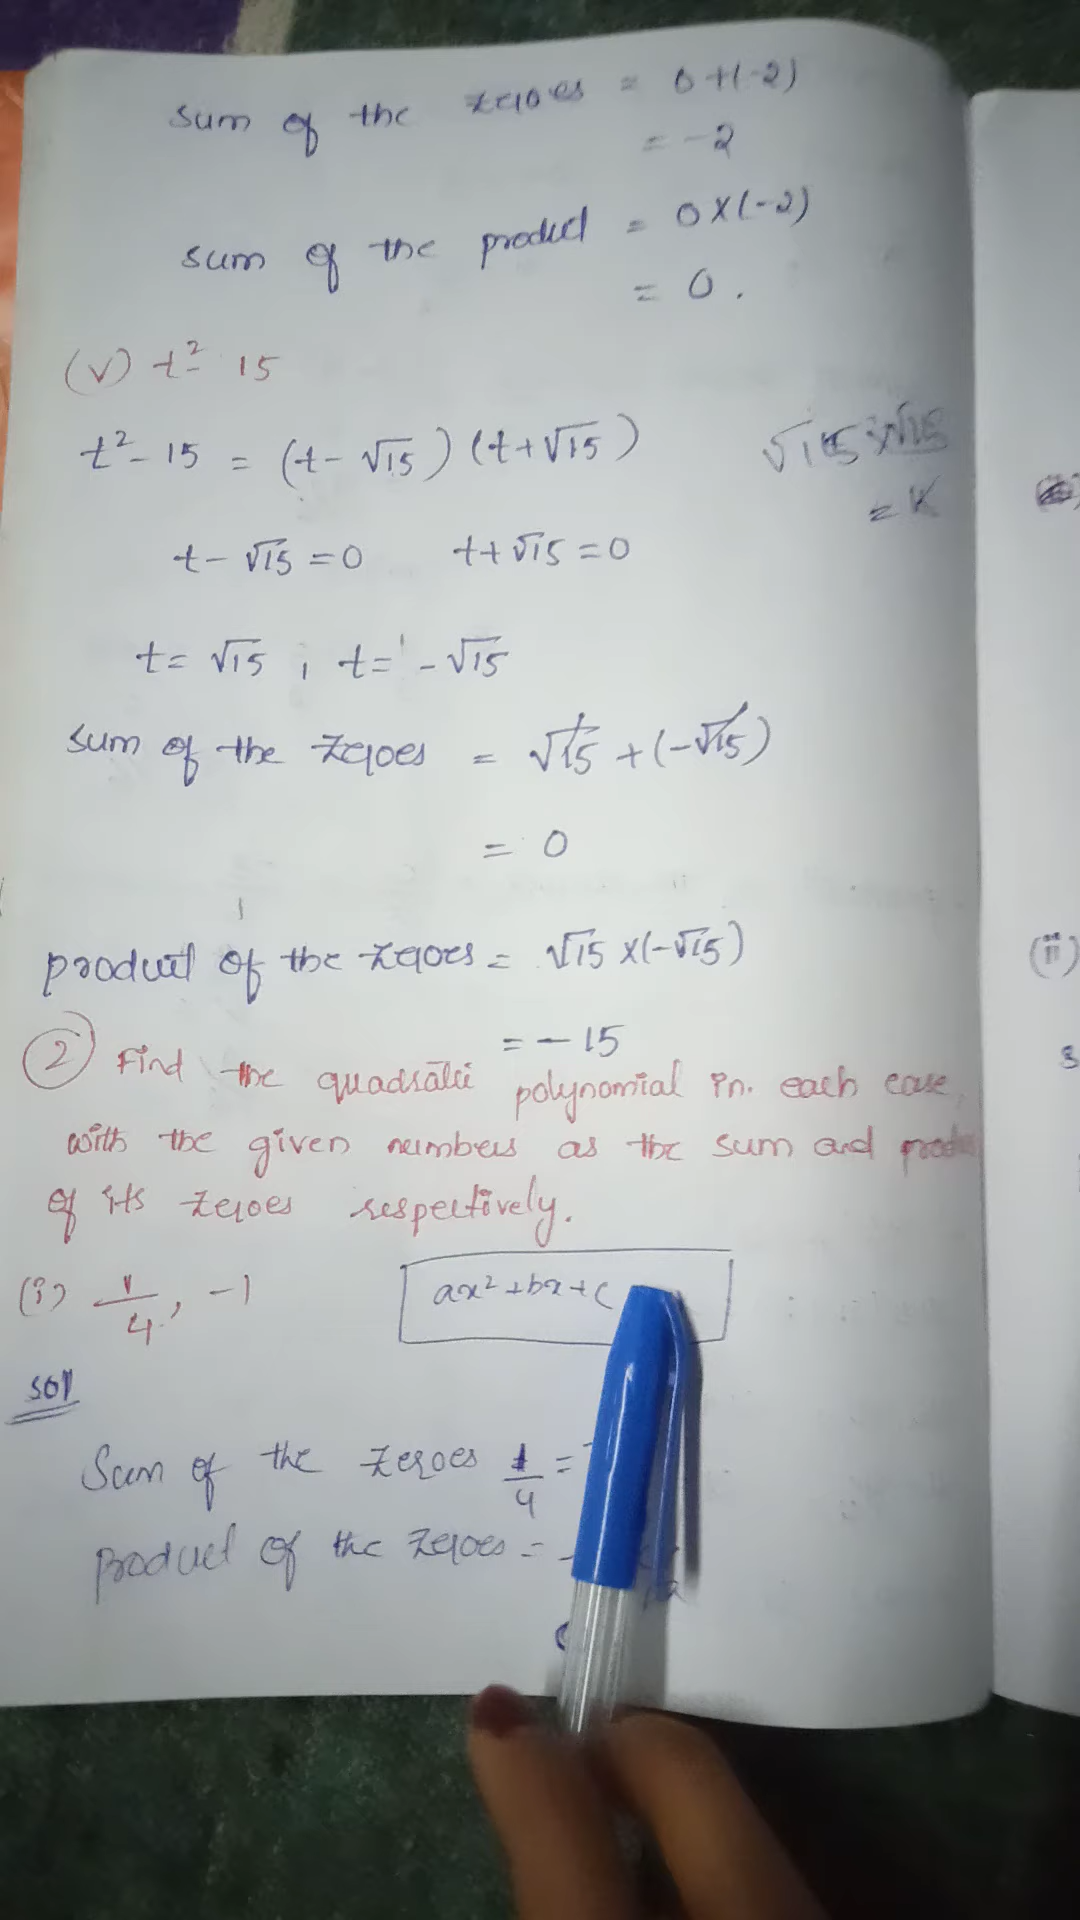 sum of the zeroes = 0+(-2)
= -2
sum of the product = 0×(-2)
= 0.
(v) t² - 15
t² - 15 = (t - √15) (t + √15)
t - √15 = 0 t + √15 = 0
t = √15 , t = -√15
sum of the zeroes = √15 + (-√15)
= 0
product of the zeroes = √15 ×(-√15)
= -15
(2) Find the quadratic polynomial in. each case,
with the given numbers as the sum and
of its zeroes respectively.
(i) 1/4, -1
ax² + bx + c
sol
Sum of the zeroes 1/4 =
product of the zeroes =
(ii)